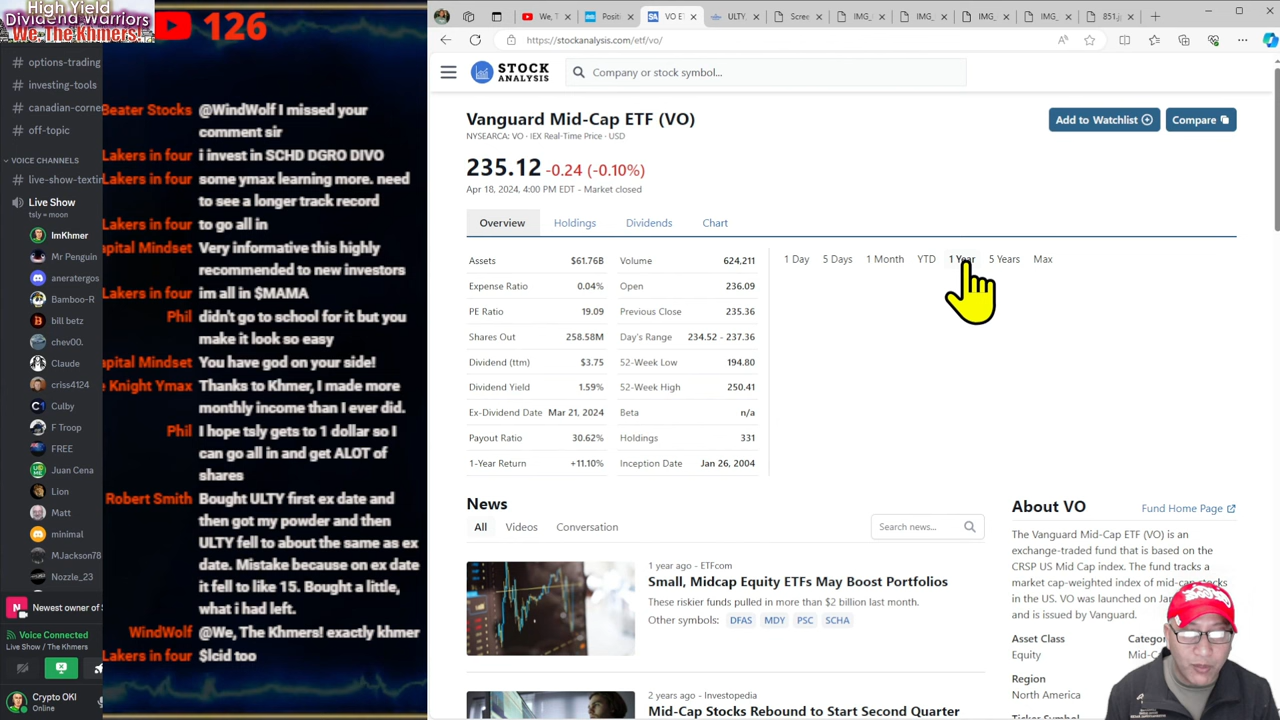 High Yield
Dividend Warriors
We, The Khmers!
126
# options-trading
# investing-tools
# canadian-corne
# off-topic
VOICE CHANNELS
# live-show-textin
Live Show
tsly = moon
ImKhmer
Mr Penguin
aneratergos
Bamboo-R
bill betz
chev00.
Claude
criss4124
Culby
F Troop
FREE
Juan Cena
Lion
Matt
minimal
MJackson78
Nozzle_23
Newest owner of S
Voice Connected
Live Show / The Khmers
Crypto OKI
Online
Beater Stocks @WindWolf I missed your
comment sir
Lakers in four i invest in SCHD DGRO DIVO
Lakers in four some ymax learning more. need
to see a longer track record
Lakers in four to go all in
apital Mindset Very informative this highly
recommended to new investors
Lakers in four im all in $MAMA
Phil didn't go to school for it but you
make it look so easy
apital Mindset You have god on your side!
e Knight Ymax Thanks to Khmer, I made more
monthly income than I ever did.
Phil I hope tsly gets to 1 dollar so I
can go all in and get ALOT of
shares
Robert Smith Bought ULTY first ex date and
then got my powder and then
ULTY fell to about the same as ex
date. Mistake because on ex date
it fell to like 15. Bought a little,
what i had left.
WindWolf @We, The Khmers! exactly khmer
Lakers in four $lcid too
We, T
Positi
VO ET
ULTY,
Scree
IMG_
IMG_
IMG_
IMG_
851.j
https://stockanalysis.com/etf/vo/
STOCK
ANALYSIS
Company or stock symbol...
Vanguard Mid-Cap ETF (VO)
NYSEARCA: VO · IEX Real-Time Price · USD
Add to Watchlist
Compare
235.12 -0.24 (-0.10%)
Apr 18, 2024, 4:00 PM EDT - Market closed
Overview Holdings Dividends Chart
Assets $61.76B Volume 624,211
Expense Ratio 0.04% Open 236.09
PE Ratio 19.09 Previous Close 235.36
Shares Out 258.58M Day's Range 234.52 - 237.36
Dividend (ttm) $3.75 52-Week Low 194.80
Dividend Yield 1.59% 52-Week High 250.41
Ex-Dividend Date Mar 21, 2024 Beta n/a
Payout Ratio 30.62% Holdings 331
1-Year Return +11.10% Inception Date Jan 26, 2004
1 Day 5 Days 1 Month YTD 1 Year 5 Years Max
News
All Videos Conversation
Search news...
1 year ago - ETFcom
Small, Midcap Equity ETFs May Boost Portfolios
These riskier funds pulled in more than $2 billion last month.
Other symbols: DFAS MDY PSC SCHA
2 years ago - Investopedia
Mid-Cap Stocks Rebound to Start Second Quarter
About VO
Fund Home Page
The Vanguard Mid-Cap ETF (VO) is an
exchange-traded fund that is based on the
CRSP US Mid Cap index. The fund tracks a
market cap-weighted index of mid-cap stocks
in the US. VO was launched on Jan
and is issued by Vanguard.
Asset Class
Equity
Categor
Mid-C
Region
North America
Ticker Symbol